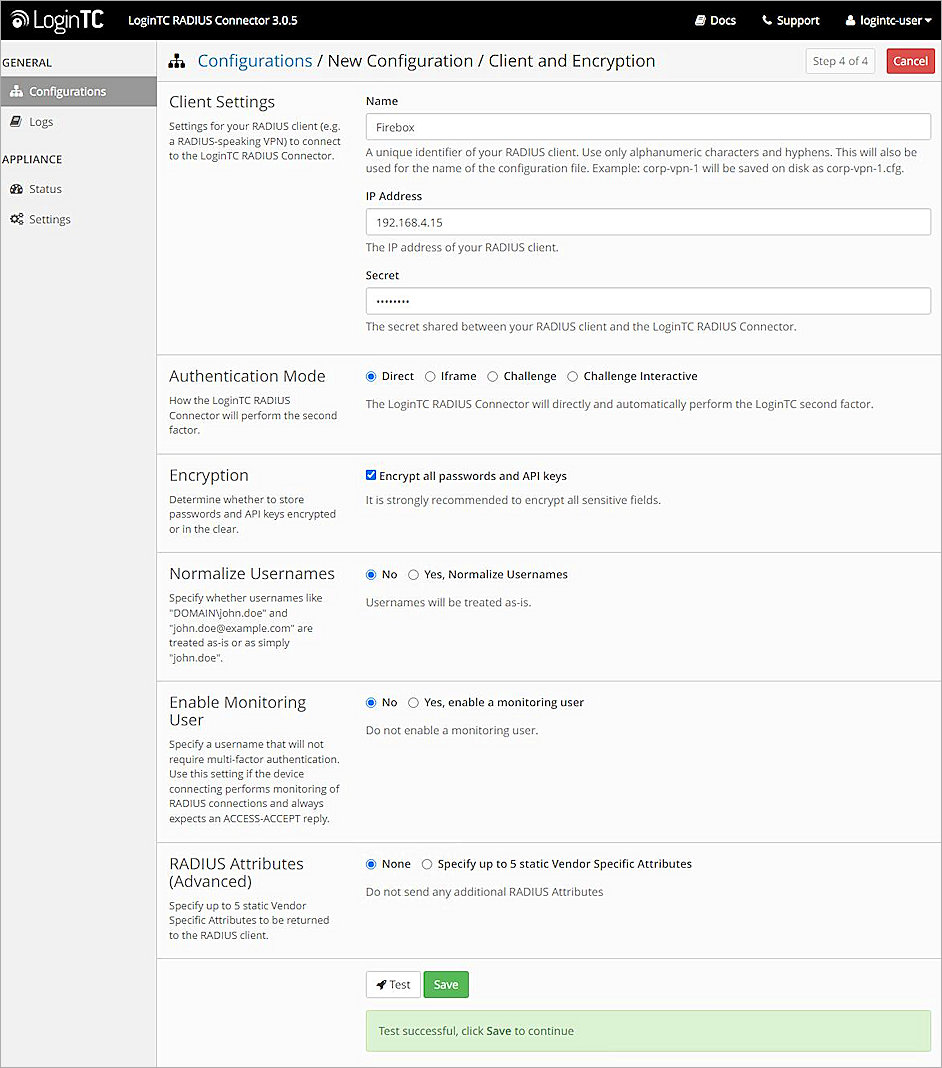 LoginTC
LoginTC RADIUS Connector 3.0.5
Docs
Support
logintc-user
GENERAL
Configurations
Logs
APPLIANCE
Status
Settings
Configurations / New Configuration / Client and Encryption
Step 4 of 4
Cancel
Client Settings
Settings for your RADIUS client (e.g.
a RADIUS-speaking VPN) to connect
to the LoginTC RADIUS Connector.
Name
Firebox
A unique identifier of your RADIUS client. Use only alphanumeric characters and hyphens. This will also be
used for the name of the configuration file. Example: corp-vpn-1 will be saved on disk as corp-vpn-1.cfg.
IP Address
192.168.4.15
The IP address of your RADIUS client.
Secret
••••••••
The secret shared between your RADIUS client and the LoginTC RADIUS Connector.
Authentication Mode
How the LoginTC RADIUS
Connector will perform the second
factor.
Direct
Iframe
Challenge
Challenge Interactive
The LoginTC RADIUS Connector will directly and automatically perform the LoginTC second factor.
Encryption
Determine whether to store
passwords and API keys encrypted
or in the clear.
Encrypt all passwords and API keys
It is strongly recommended to encrypt all sensitive fields.
Normalize Usernames
Specify whether usernames like
"DOMAIN\john.doe" and
"john.doe@example.com" are
treated as-is or as simply
"john.doe".
No
Yes, Normalize Usernames
Usernames will be treated as-is.
Enable Monitoring
User
Specify a username that will not
require multi-factor authentication.
Use this setting if the device
connecting performs monitoring of
RADIUS connections and always
expects an ACCESS-ACCEPT reply.
No
Yes, enable a monitoring user
Do not enable a monitoring user.
RADIUS Attributes
(Advanced)
Specify up to 5 static Vendor
Specific Attributes to be returned
to the RADIUS client.
None
Specify up to 5 static Vendor Specific Attributes
Do not send any additional RADIUS Attributes
Test
Save
Test successful, click Save to continue